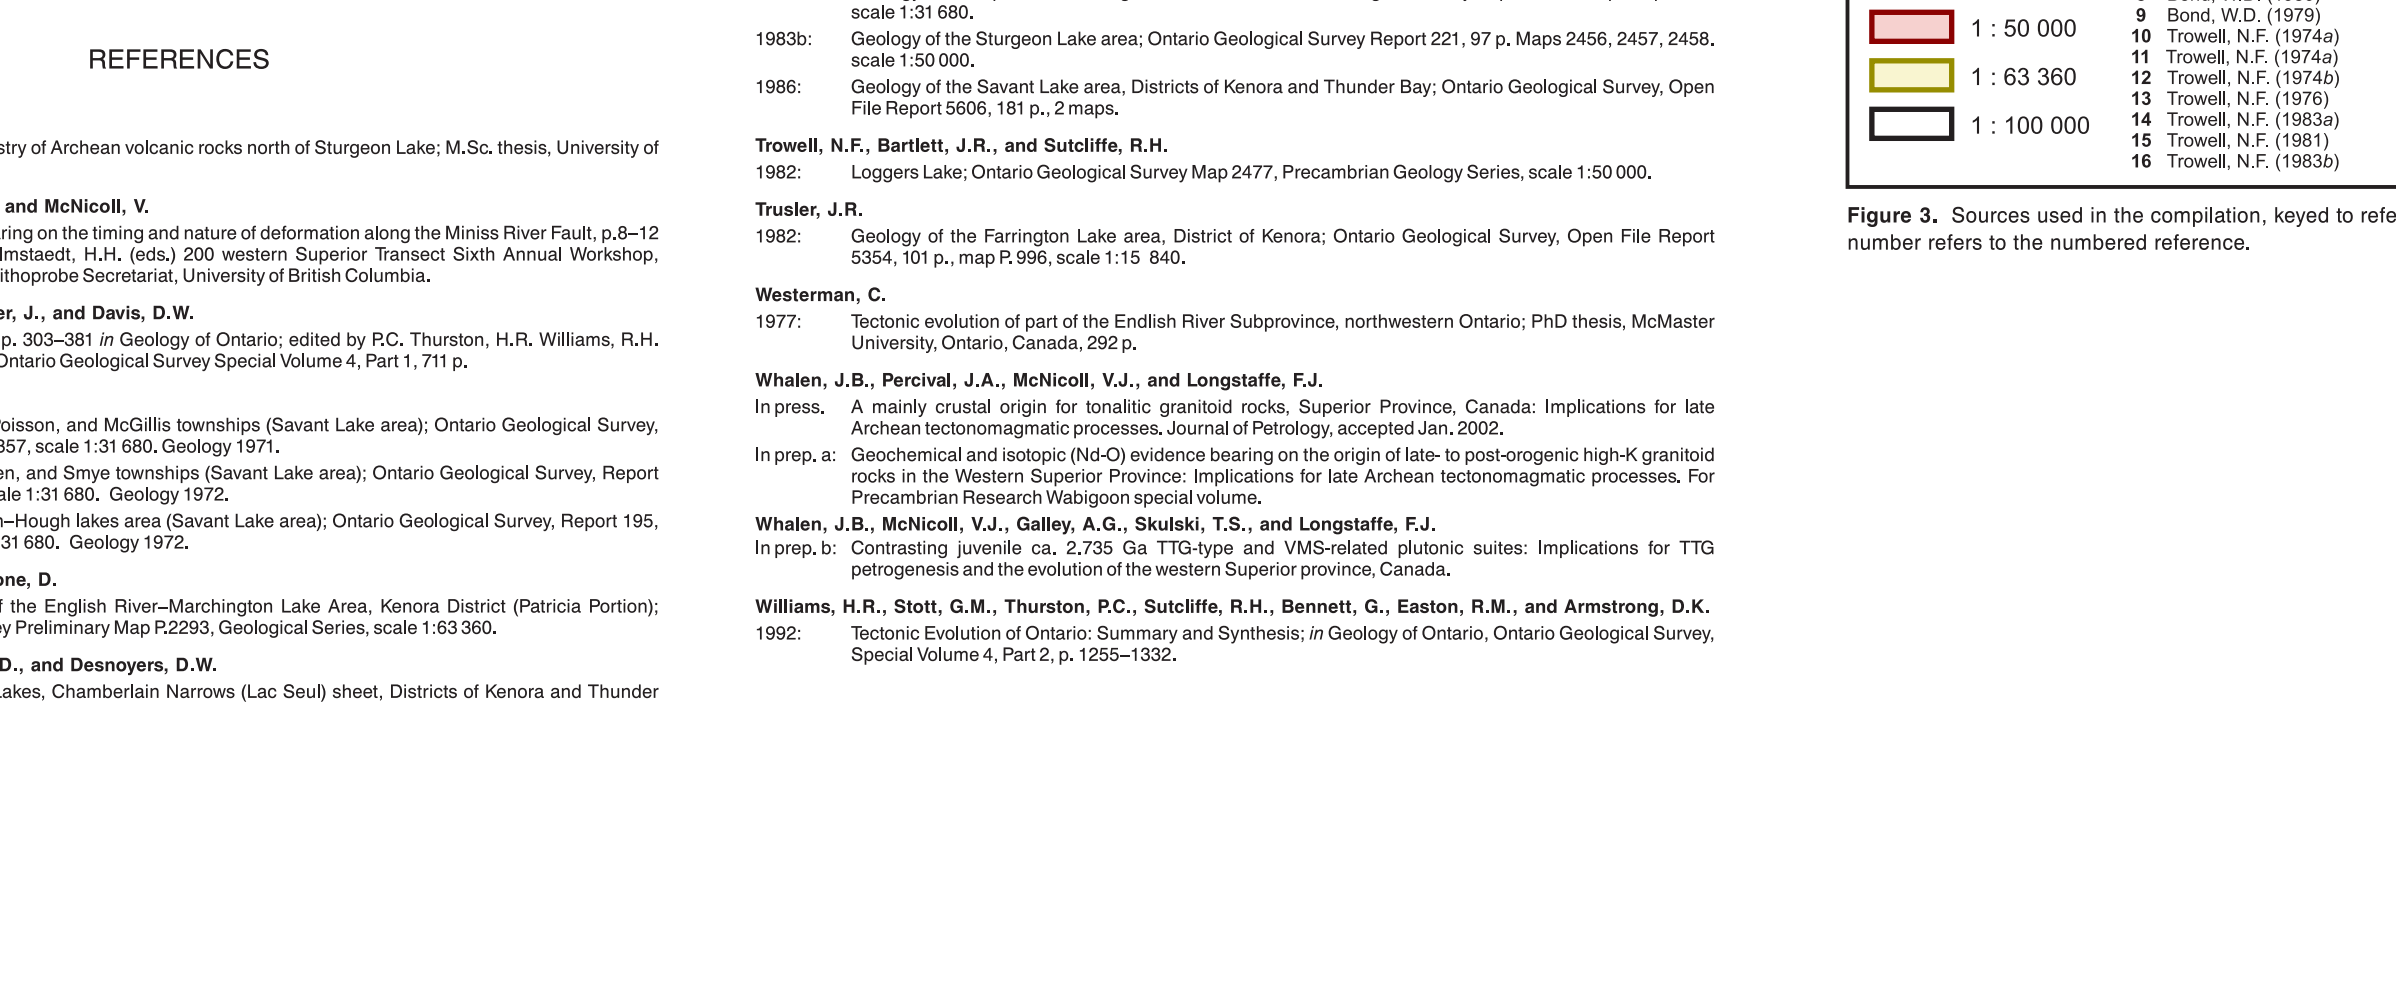 REFERENCES
stry of Archean volcanic rocks north of Sturgeon Lake; M.Sc. thesis, University of
and McNicoll, V.
ring on the timing and nature of deformation along the Miniss River Fault, p.8–12
lmstaedt, H.H. (eds.) 200 western Superior Transect Sixth Annual Workshop,
ithoprobe Secretariat, University of British Columbia.
er, J., and Davis, D.W.
p. 303–381 in Geology of Ontario; edited by P.C. Thurston, H.R. Williams, R.H.
Ontario Geological Survey Special Volume 4, Part 1, 711 p.
Poisson, and McGillis townships (Savant Lake area); Ontario Geological Survey,
357, scale 1:31 680. Geology 1971.
en, and Smye townships (Savant Lake area); Ontario Geological Survey, Report
ale 1:31 680. Geology 1972.
n–Hough lakes area (Savant Lake area); Ontario Geological Survey, Report 195,
31 680. Geology 1972.
one, D.
f the English River–Marchington Lake Area, Kenora District (Patricia Portion);
ey Preliminary Map P.2293, Geological Series, scale 1:63 360.
D., and Desnoyers, D.W.
Lakes, Chamberlain Narrows (Lac Seul) sheet, Districts of Kenora and Thunder
scale 1:31 680.
1983b: Geology of the Sturgeon Lake area; Ontario Geological Survey Report 221, 97 p. Maps 2456, 2457, 2458.
scale 1:50 000.
1986: Geology of the Savant Lake area, Districts of Kenora and Thunder Bay; Ontario Geological Survey, Open
File Report 5606, 181 p., 2 maps.
Trowell, N.F., Bartlett, J.R., and Sutcliffe, R.H.
1982: Loggers Lake; Ontario Geological Survey Map 2477, Precambrian Geology Series, scale 1:50 000.
Trusler, J.R.
1982: Geology of the Farrington Lake area, District of Kenora; Ontario Geological Survey, Open File Report
5354, 101 p., map P. 996, scale 1:15 840.
Westerman, C.
1977: Tectonic evolution of part of the Endlish River Subprovince, northwestern Ontario; PhD thesis, McMaster
University, Ontario, Canada, 292 p.
Whalen, J.B., Percival, J.A., McNicoll, V.J., and Longstaffe, F.J.
In press. A mainly crustal origin for tonalitic granitoid rocks, Superior Province, Canada: Implications for late
Archean tectonomagmatic processes. Journal of Petrology, accepted Jan. 2002.
In prep. a: Geochemical and isotopic (Nd-O) evidence bearing on the origin of late- to post-orogenic high-K granitoid
rocks in the Western Superior Province: Implications for late Archean tectonomagmatic processes. For
Precambrian Research Wabigoon special volume.
Whalen, J.B., McNicoll, V.J., Galley, A.G., Skulski, T.S., and Longstaffe, F.J.
In prep. b: Contrasting juvenile ca. 2.735 Ga TTG-type and VMS-related plutonic suites: Implications for TTG
petrogenesis and the evolution of the western Superior province, Canada.
Williams, H.R., Stott, G.M., Thurston, P.C., Sutcliffe, R.H., Bennett, G., Easton, R.M., and Armstrong, D.K.
1992: Tectonic Evolution of Ontario: Summary and Synthesis; in Geology of Ontario, Ontario Geological Survey,
Special Volume 4, Part 2, p. 1255–1332.
1 : 50 000
1 : 63 360
1 : 100 000
9 Bond, W.D. (1979)
10 Trowell, N.F. (1974a)
11 Trowell, N.F. (1974a)
12 Trowell, N.F. (1974b)
13 Trowell, N.F. (1976)
14 Trowell, N.F. (1983a)
15 Trowell, N.F. (1981)
16 Trowell, N.F. (1983b)
Figure 3. Sources used in the compilation, keyed to refe
number refers to the numbered reference.